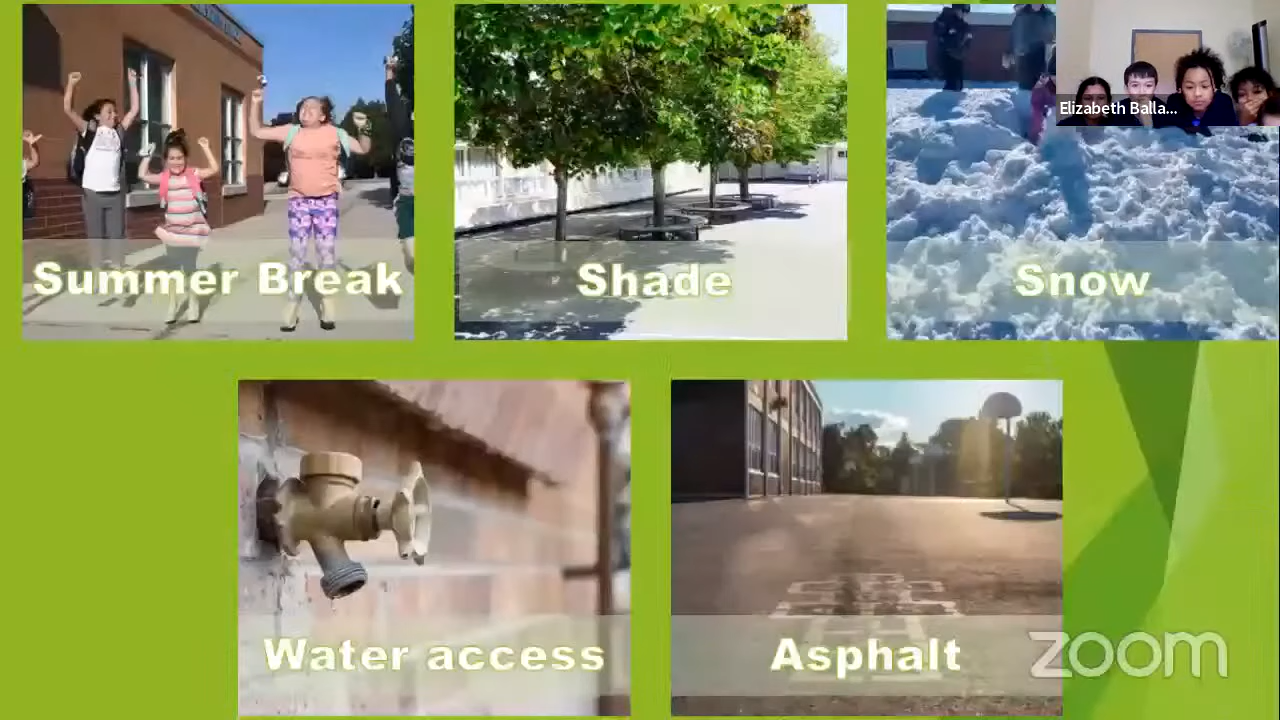 Elizabeth Balla...
Summer Break
Shade
Snow
Water access
Asphalt
zoom